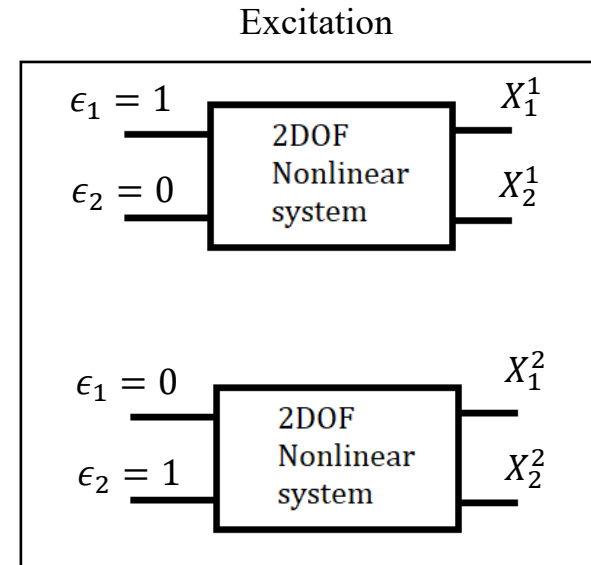 Excitation
ϵ₁ = 1
X₁¹
2DOF
Nonlinear
system
ϵ₂ = 0
X₂¹
ϵ₁ = 0
X₁²
2DOF
Nonlinear
system
ϵ₂ = 1
X₂²